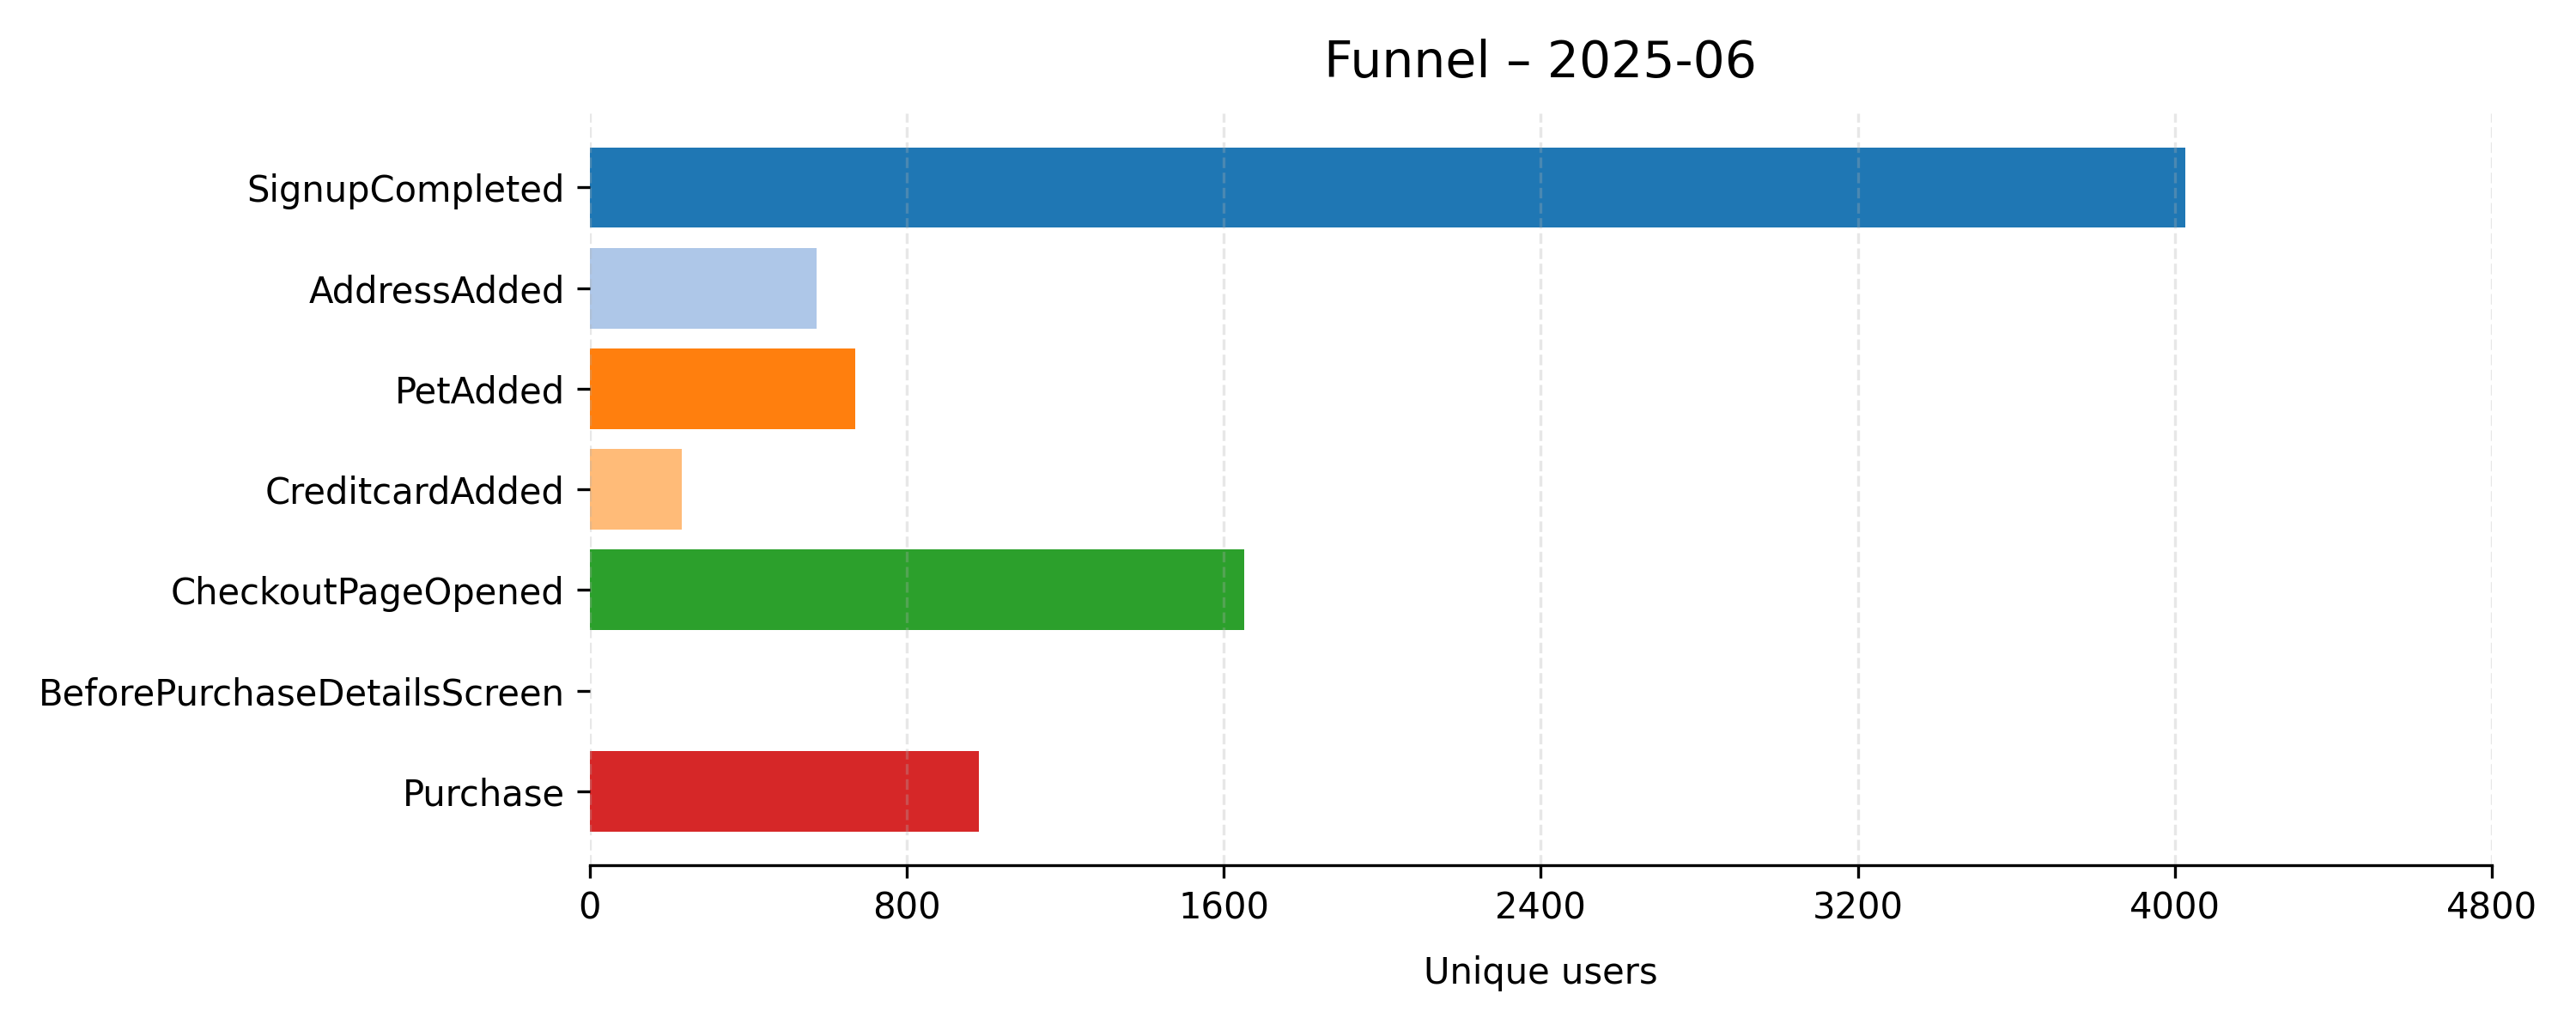 Funnel – 2025-06
SignupCompleted
AddressAdded
PetAdded
CreditcardAdded
CheckoutPageOpened
BeforePurchaseDetailsScreen
Purchase
0 800 1600 2400 3200 4000 4800
Unique users